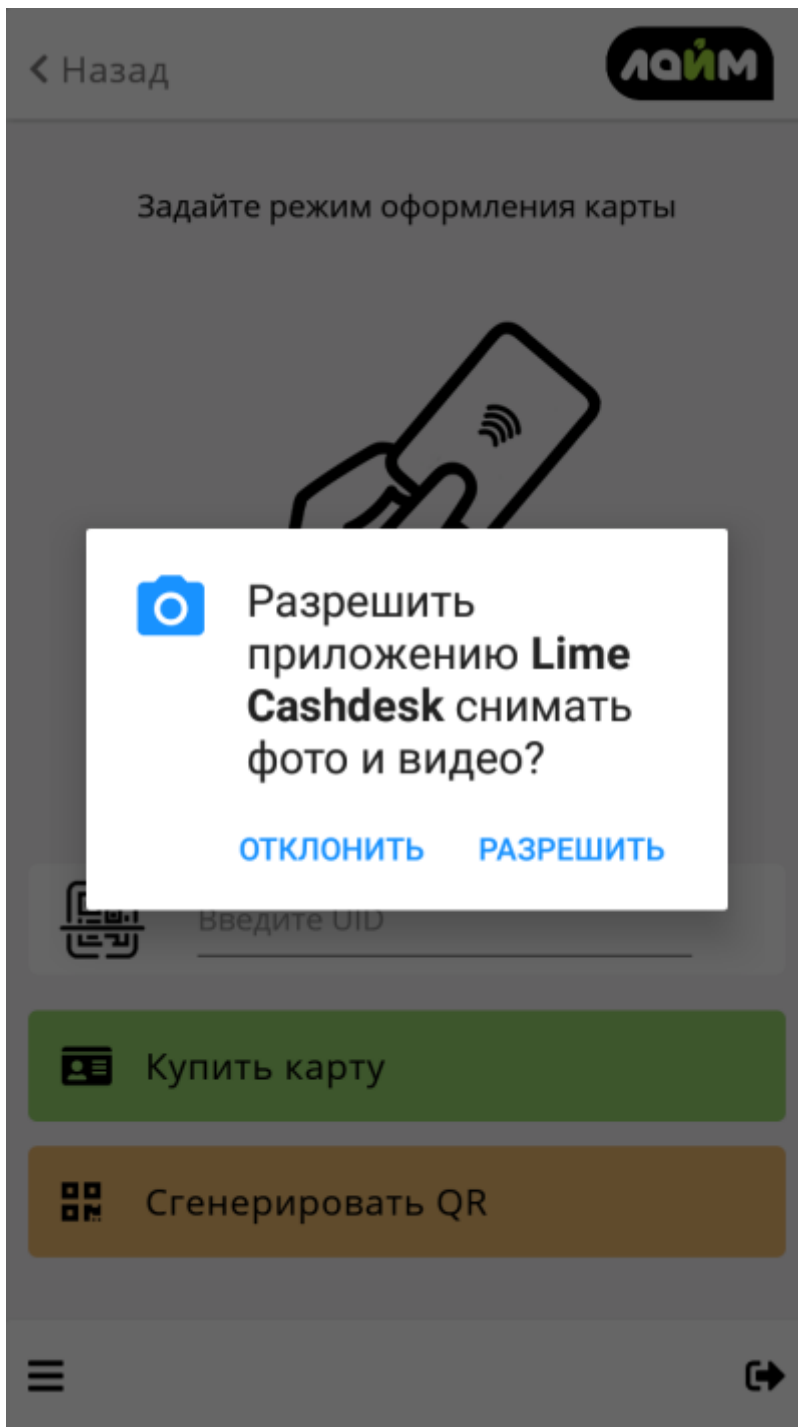 Назад
лайм
Задайте режим оформления карты
Разрешить
приложению Lime
Cashdesk снимать
фото и видео?
ОТКЛОНИТЬ РАЗРЕШИТЬ
Введите UID
Купить карту
Сгенерировать QR